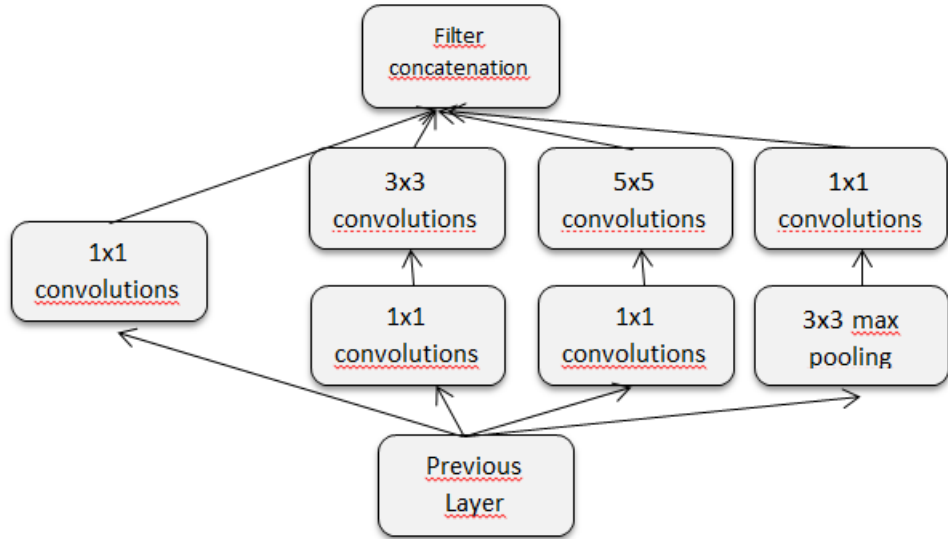 Filter
concatenation
3x3
convolutions
5x5
convolutions
1x1
convolutions
1x1
convolutions
1x1
convolutions
1x1
convolutions
3x3 max
pooling
Previous
Layer